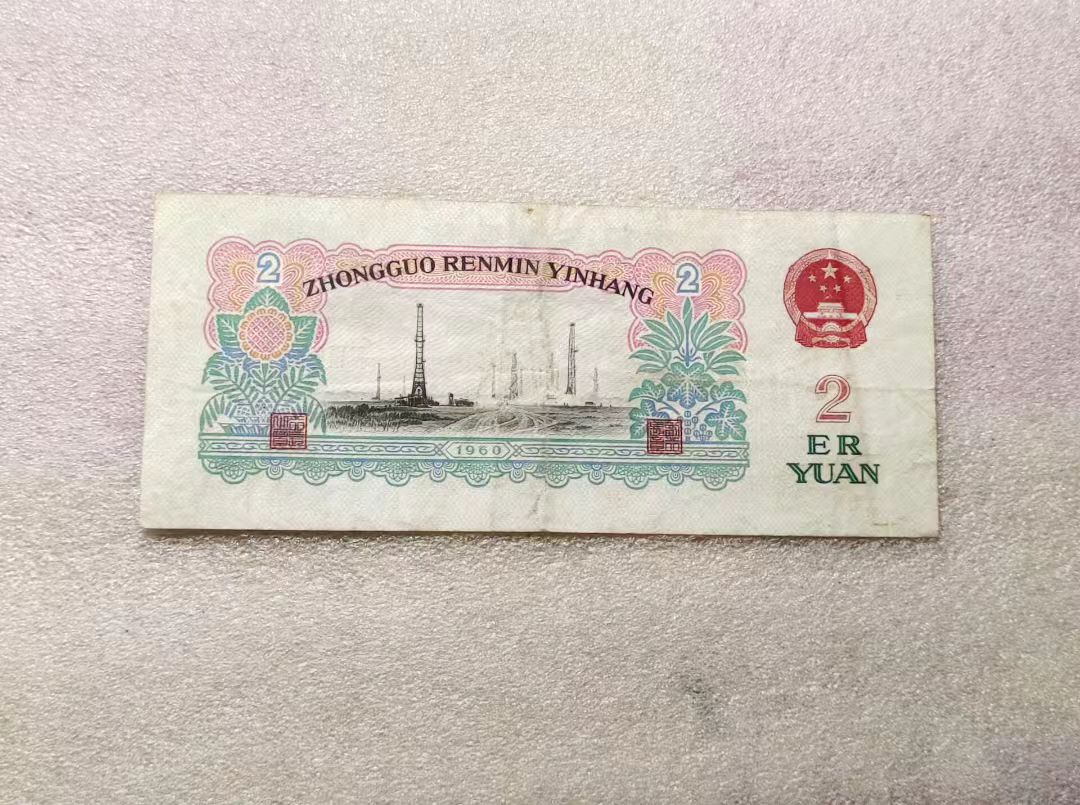 2
2
ZHONGGUO RENMIN YINHANG
1960
2
ER
YUAN